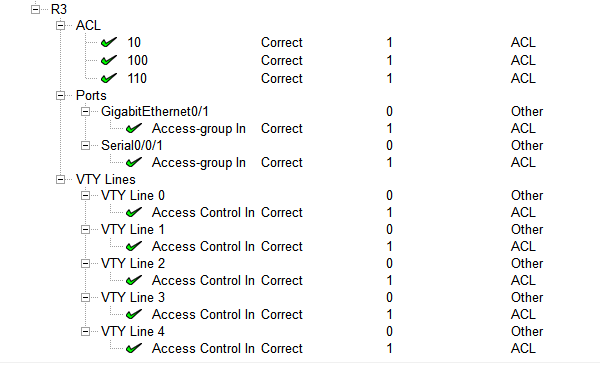 R3
ACL
10 Correct 1 ACL
100 Correct 1 ACL
110 Correct 1 ACL
Ports
GigabitEthernet0/1 0 Other
Access-group In Correct 1 ACL
Serial0/0/1 0 Other
Access-group In Correct 1 ACL
VTY Lines
VTY Line 0 0 Other
Access Control In Correct 1 ACL
VTY Line 1 0 Other
Access Control In Correct 1 ACL
VTY Line 2 0 Other
Access Control In Correct 1 ACL
VTY Line 3 0 Other
Access Control In Correct 1 ACL
VTY Line 4 0 Other
Access Control In Correct 1 ACL